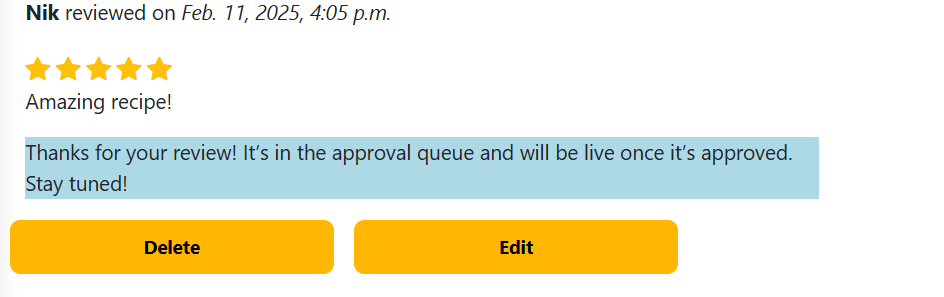 Nik reviewed on Feb. 11, 2025, 4:05 p.m.
Amazing recipe!
Thanks for your review! It’s in the approval queue and will be live once it’s approved.
Stay tuned!
Delete
Edit